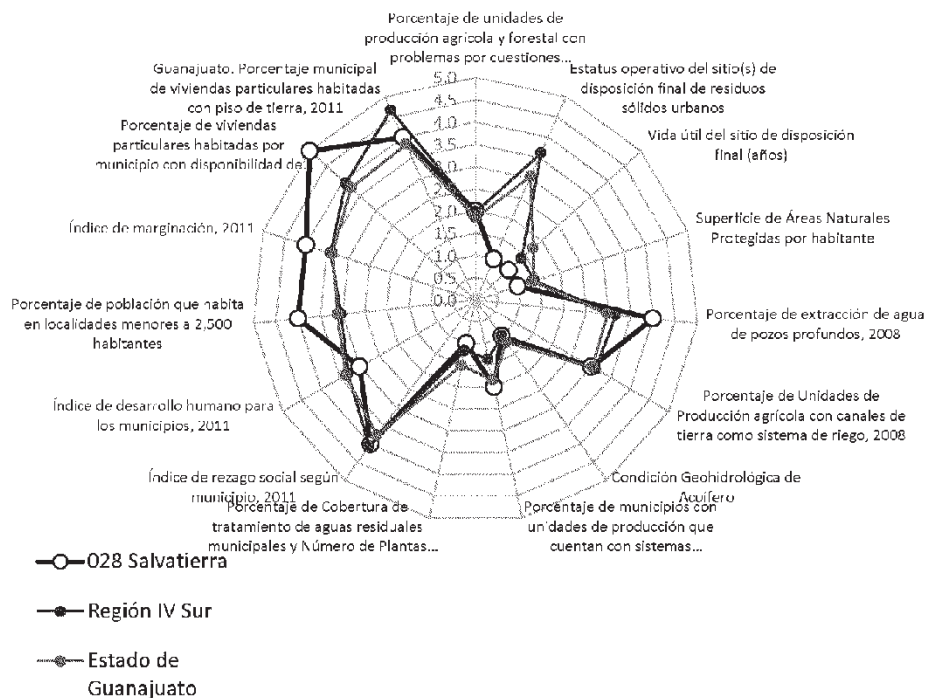 Porcentaje de unidades de
producción agrícola y forestal con
problemas por cuestiones...
Estatus operativo del sitio(s) de
disposición final de residuos
sólidos urbanos
Vida útil del sitio de disposición
final (años)
Superficie de Áreas Naturales
Protegidas por habitante
Porcentaje de extracción de agua
de pozos profundos, 2008
Porcentaje de Unidades de
Producción agrícola con canales de
tierra como sistema de riego, 2008
Condición Geohidrológica de
Acuífero
Porcentaje de municipios con
unidades de producción que
cuentan con sistemas...
Porcentaje de Cobertura de
tratamiento de aguas residuales
municipales y Número de Plantas...
Índice de rezago social según
municipio, 2011
Índice de desarrollo humano para
los municipios, 2011
Porcentaje de población que habita
en localidades menores a 2,500
habitantes
Índice de marginación, 2011
Porcentaje de viviendas
particulares habitadas por
municipio con disponibilidad de.
Guanajuato. Porcentaje municipal
de viviendas particulares habitadas
con piso de tierra, 2011
5.0
4.5
4.0
3.5
3.0
2.5
2.0
1.5
1.0
0.5
0.0
028 Salvatierra
Región IV Sur
Estado de
Guanajuato